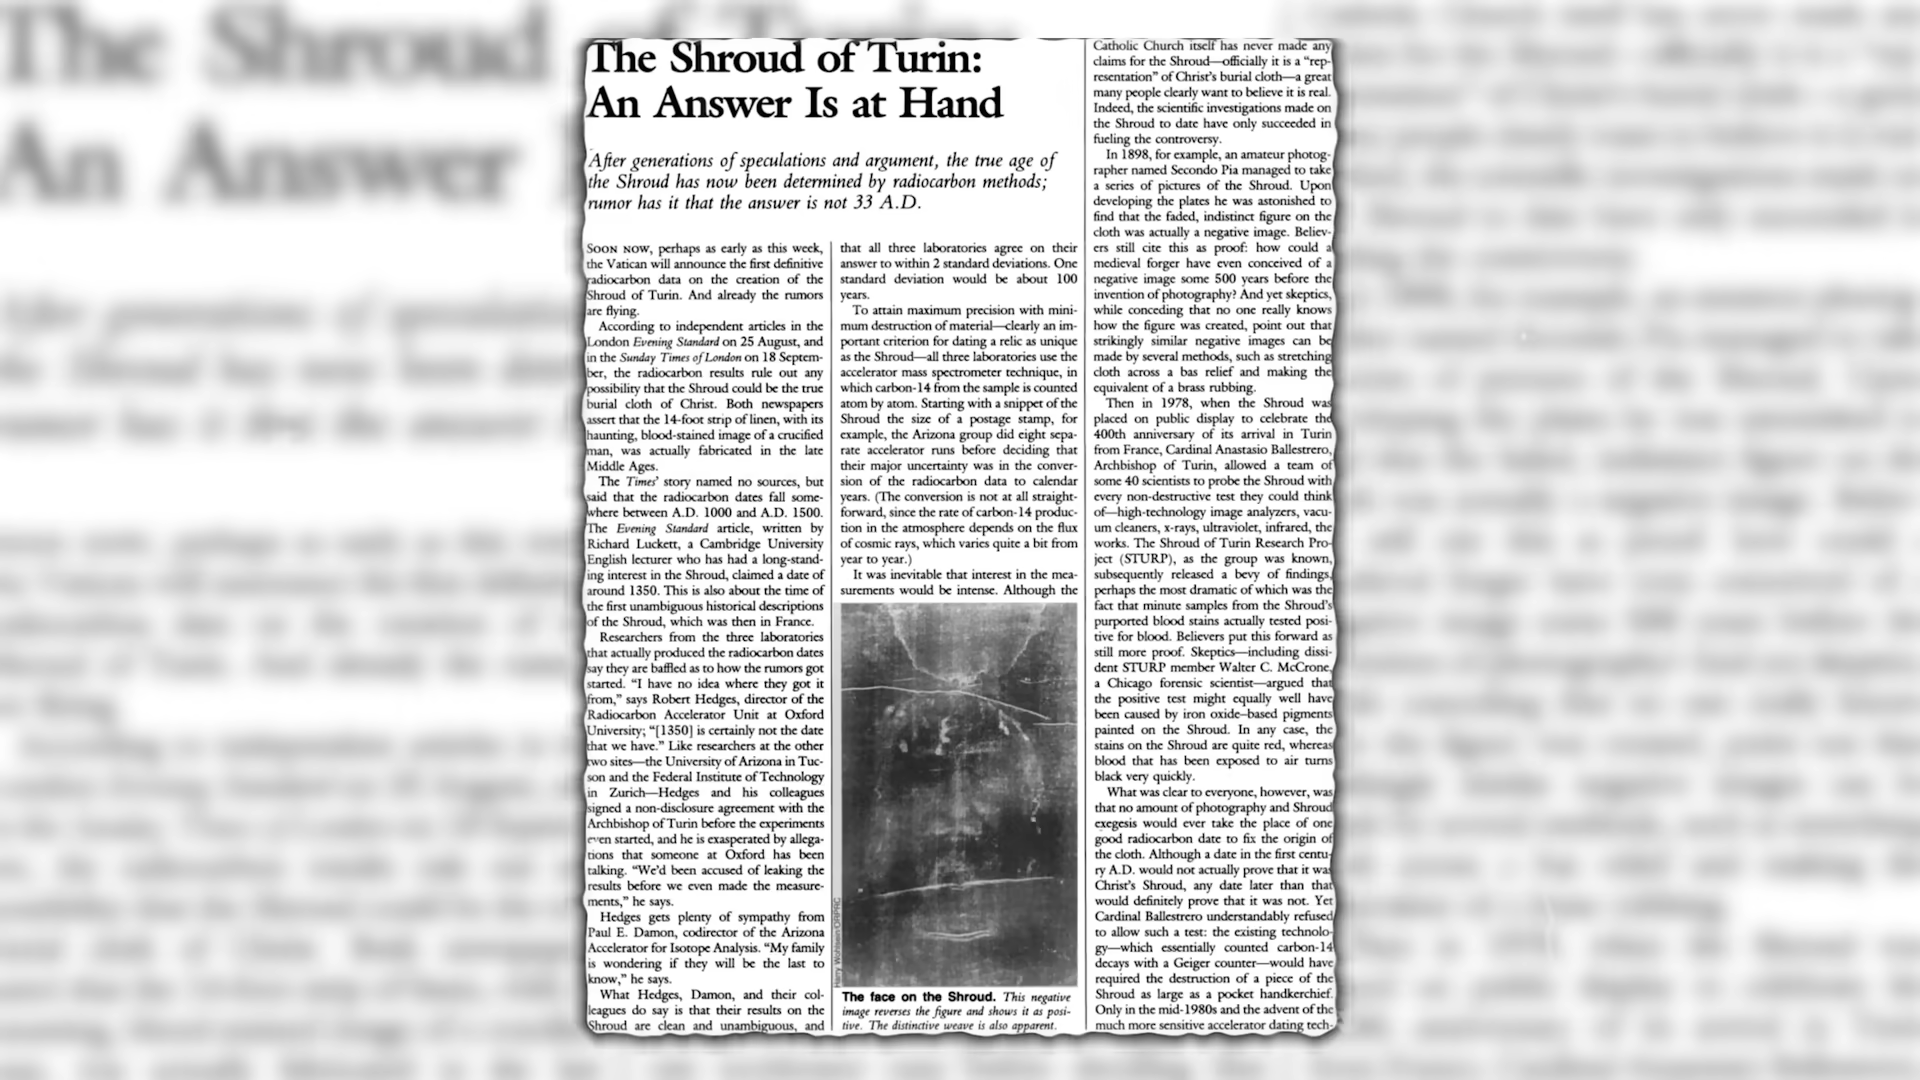 The Shroud of Turin:
An Answer Is at Hand
After generations of speculations and argument, the true age of
the Shroud has now been determined by radiocarbon methods;
rumor has it that the answer is not 33 A.D.
SOON NOW, perhaps as early as this week,
the Vatican will announce the first definitive
radiocarbon data on the creation of the
Shroud of Turin. And already the rumors
are flying.
According to independent articles in the
London Evening Standard on 25 August, and
in the Sunday Times of London on 18 Septem-
ber, the radiocarbon results rule out any
possibility that the Shroud could be the true
burial cloth of Christ. Both newspapers
assert that the 14-foot strip of linen, with its
haunting, blood-stained image of a crucified
man, was actually fabricated in the late
Middle Ages.
The Times' story named no sources, but
said that the radiocarbon dates fall some-
where between A.D. 1000 and A.D. 1500.
The Evening Standard article, written by
Richard Luckett, a Cambridge University
English lecturer who has had a long-stand-
ing interest in the Shroud, claimed a date of
around 1350. This is also about the time of
the first unambiguous historical descriptions
of the Shroud, which was then in France.
Researchers from the three laboratories
that actually produced the radiocarbon dates
say they are baffled as to how the rumors got
started. “I have no idea where they got it
from,” says Robert Hedges, director of the
Radiocarbon Accelerator Unit at Oxford
University; “[1350] is certainly not the date
that we have.” Like researchers at the other
two sites—the University of Arizona in Tuc-
son and the Federal Institute of Technology
in Zurich—Hedges and his colleagues
signed a non-disclosure agreement with the
Archbishop of Turin before the experiments
even started, and he is exasperated by allega-
tions that someone at Oxford has been
talking. “We’d been accused of leaking the
results before we even made the measure-
ments,” he says.
Hedges gets plenty of sympathy from
Paul E. Damon, codirector of the Arizona
Accelerator for Isotope Analysis. “My family
is wondering if they will be the last to
know,” he says.
What Hedges, Damon, and their col-
leagues do say is that their results on the
Shroud are clean and unambiguous, and
that all three laboratories agree on their
answer to within 2 standard deviations. One
standard deviation would be about 100
years.
To attain maximum precision with mini-
mum destruction of material—clearly an im-
portant criterion for dating a relic as unique
as the Shroud—all three laboratories use the
accelerator mass spectrometer technique, in
which carbon-14 from the sample is counted
atom by atom. Starting with a snippet of the
Shroud the size of a postage stamp, for
example, the Arizona group did eight sepa-
rate accelerator runs before deciding that
their major uncertainty was in the conver-
sion of the radiocarbon data to calendar
years. (The conversion is not at all straight-
forward, since the rate of carbon-14 produc-
tion in the atmosphere depends on the flux
of cosmic rays, which varies quite a bit from
year to year.)
It was inevitable that interest in the mea-
surements would be intense. Although the
The face on the Shroud. This negative
image reverses the figure and shows it as posi-
tive. The distinctive weave is also apparent.
Catholic Church itself has never made any
claims for the Shroud—officially it is a “rep-
resentation” of Christ’s burial cloth—a great
many people clearly want to believe it is real.
Indeed, the scientific investigations made on
the Shroud to date have only succeeded in
fueling the controversy.
In 1898, for example, an amateur photog-
rapher named Secondo Pia managed to take
a series of pictures of the Shroud. Upon
developing the plates he was astonished to
find that the faded, indistinct figure on the
cloth was actually a negative image. Believ-
ers still cite this as proof: how could a
medieval forger have even conceived of a
negative image some 500 years before the
invention of photography? And yet skeptics,
while conceding that no one really knows
how the figure was created, point out that
strikingly similar negative images can be
made by several methods, such as stretching
cloth across a bas relief and making the
equivalent of a brass rubbing.
Then in 1978, when the Shroud was
placed on public display to celebrate the
400th anniversary of its arrival in Turin
from France, Cardinal Anastasio Ballestrero,
Archbishop of Turin, allowed a team of
some 40 scientists to probe the Shroud with
every non-destructive test they could think
of—high-technology image analyzers, vacu-
um cleaners, x-rays, ultraviolet, infrared, the
works. The Shroud of Turin Research Pro-
ject (STURP), as the group was known,
subsequently released a bevy of findings,
perhaps the most dramatic of which was the
fact that minute samples from the Shroud’s
purported blood stains actually tested posi-
tive for blood. Believers put this forward as
still more proof. Skeptics—including dissi-
dent STURP member Walter C. McCrone,
a Chicago forensic scientist—argued that
the positive test might equally well have
been caused by iron oxide–based pigments
painted on the Shroud. In any case, the
stains on the Shroud are quite red, whereas
blood that has been exposed to air turns
black very quickly.
What was clear to everyone, however, was
that no amount of photography and Shroud
exegesis would ever take the place of one
good radiocarbon date to fix the origin of
the cloth. Although a date in the first centu-
ry A.D. would not actually prove that it was
Christ’s Shroud, any date later than that
would definitely prove that it was not. Yet
Cardinal Ballestrero understandably refused
to allow such a test: the existing technolo-
gy—which essentially counted carbon-14
decays with a Geiger counter—would have
required the destruction of a piece of the
Shroud as large as a pocket handkerchief.
Only in the mid-1980s and the advent of the
much more sensitive accelerator dating tech-